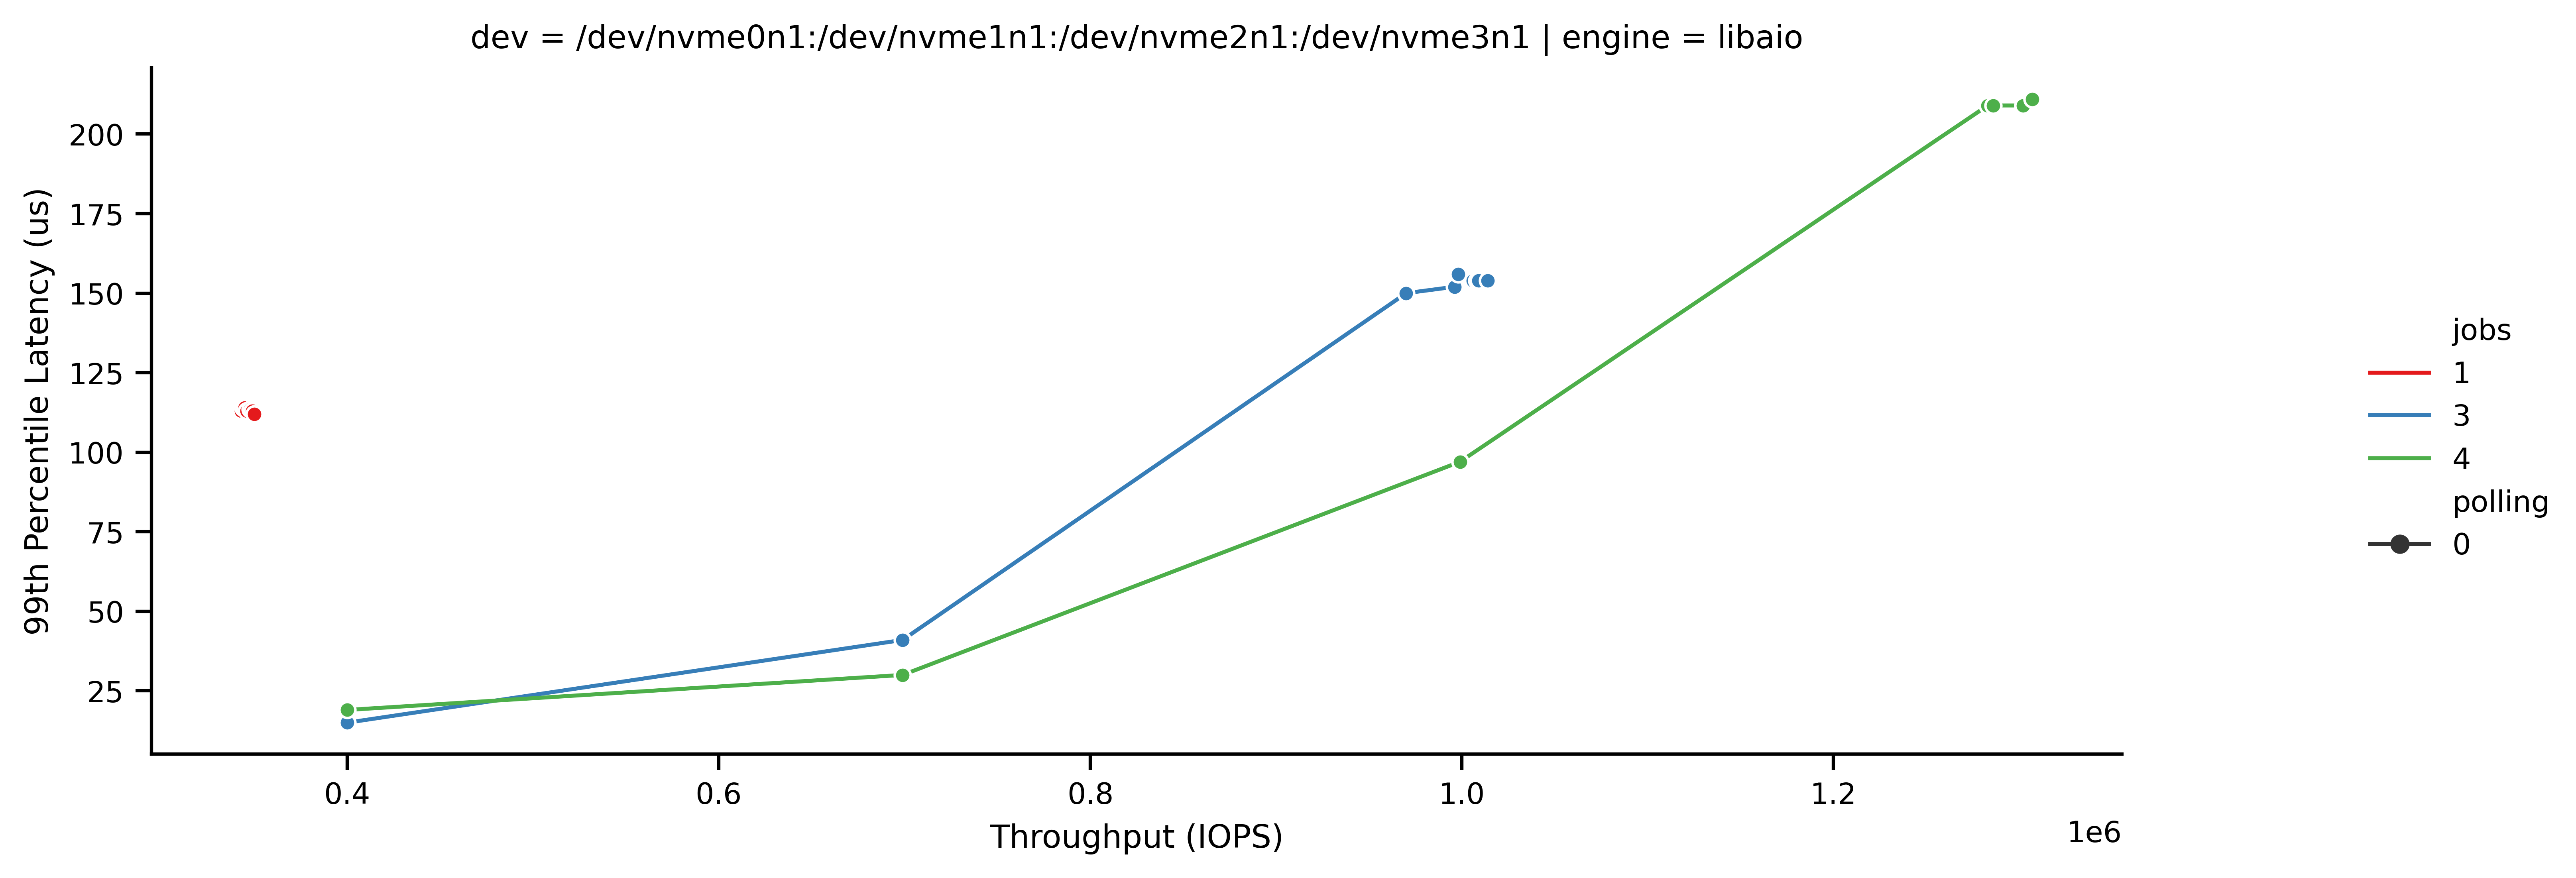 dev = /dev/nvme0n1:/dev/nvme1n1:/dev/nvme2n1:/dev/nvme3n1 | engine = libaio
99th Percentile Latency (us)
200
175
150
125
100
75
50
25
0.4 0.6 0.8 1.0 1.2
1e6
Throughput (IOPS)
jobs
1
3
4
polling
0